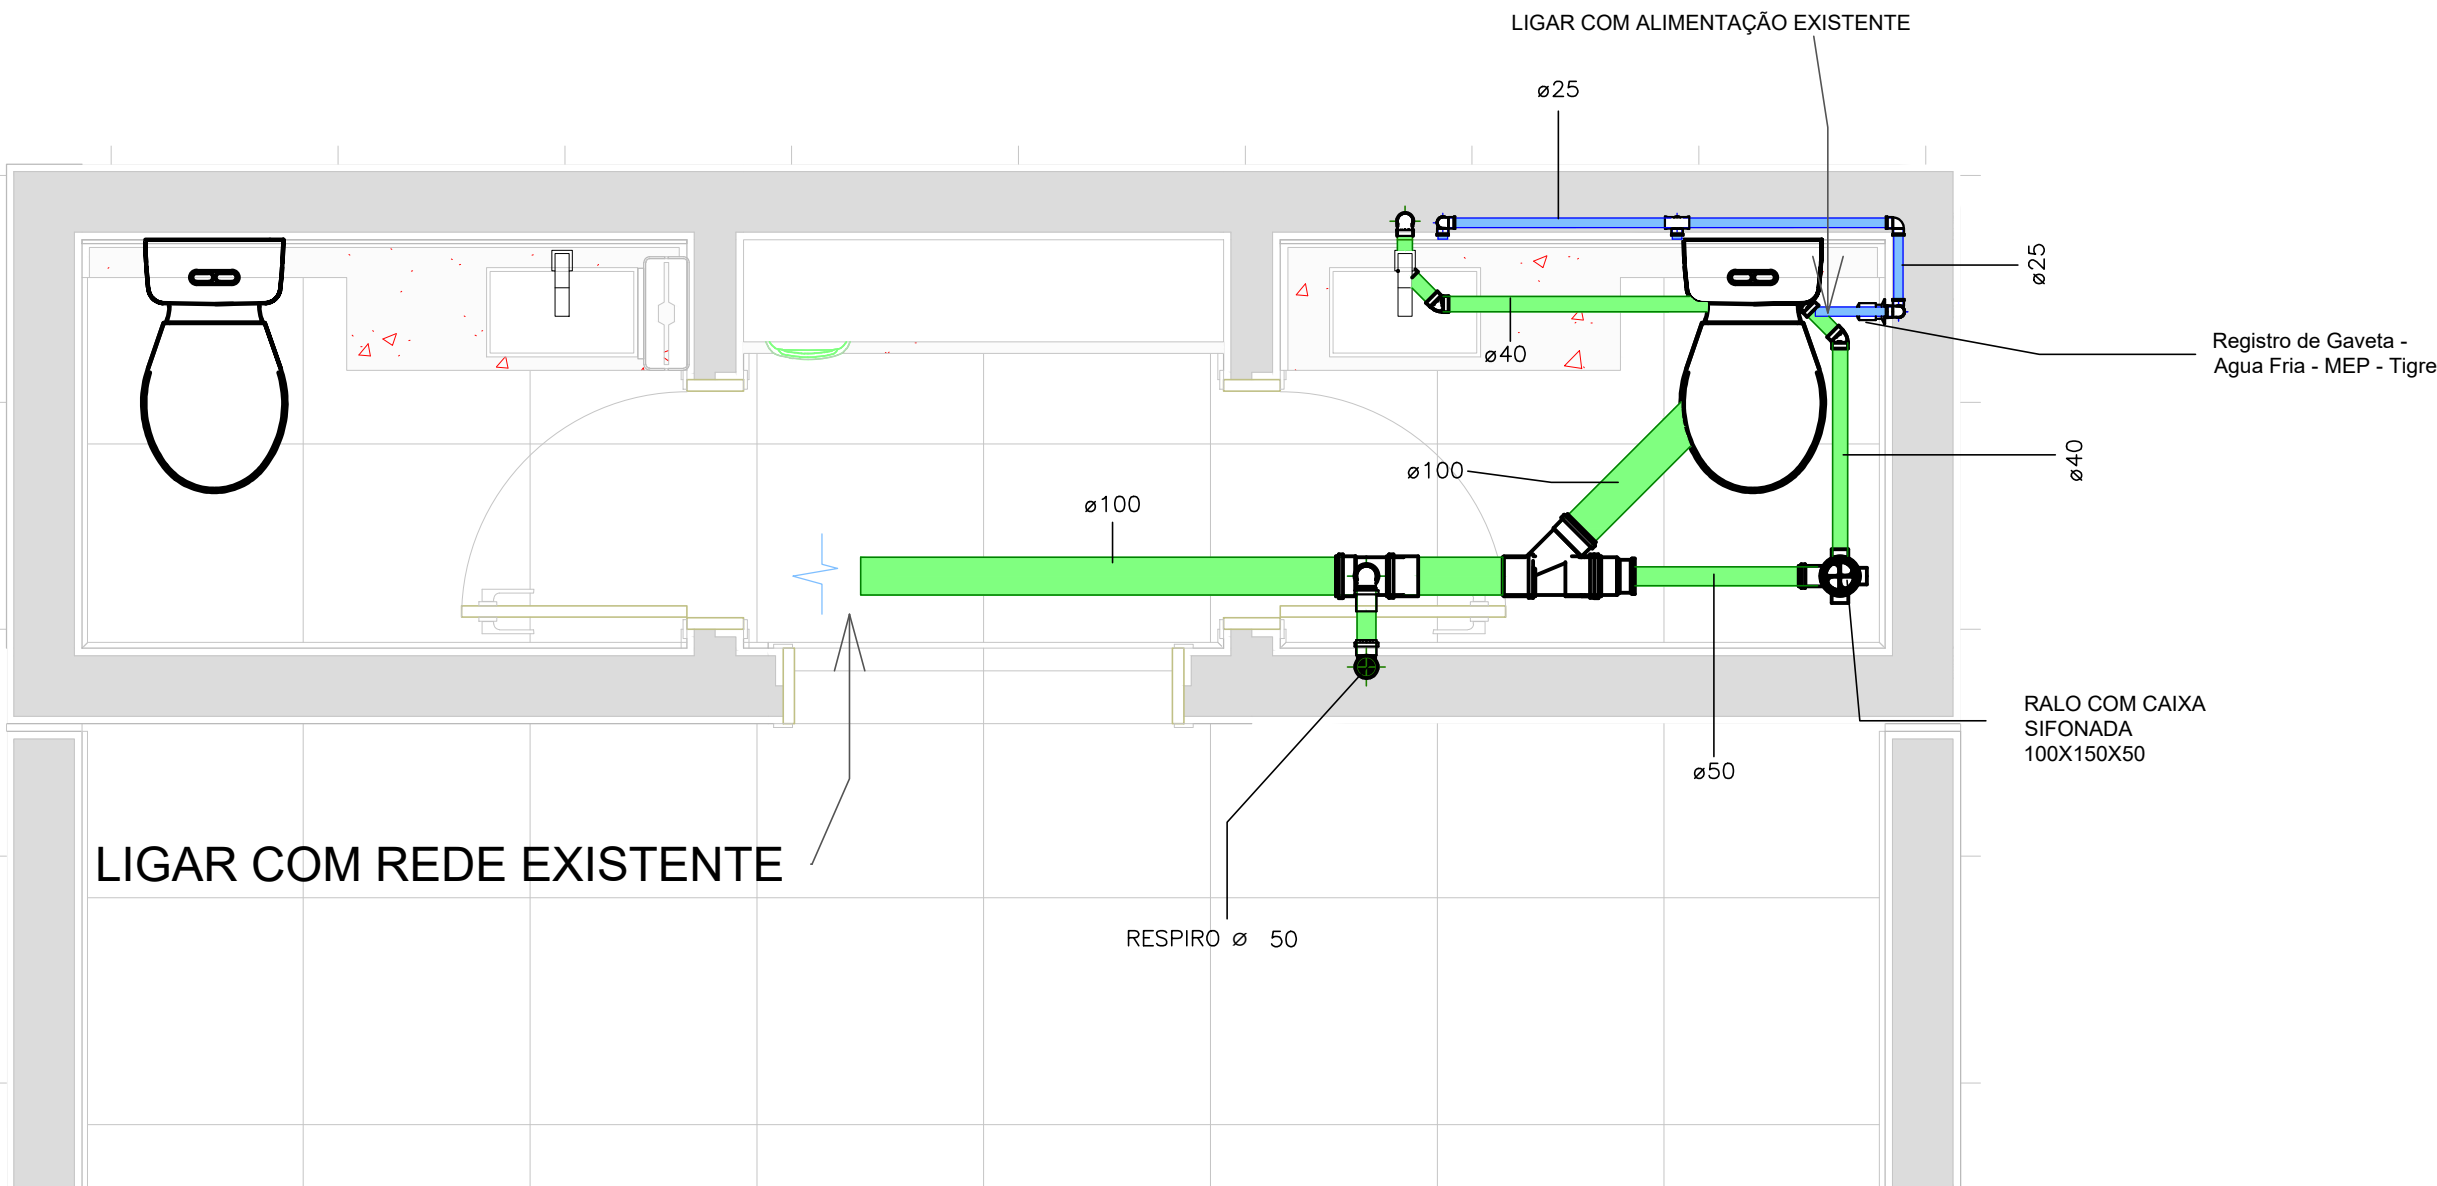 LIGAR COM ALIMENTAÇÃO EXISTENTE
ø25
ø25
Registro de Gaveta -
Agua Fria - MEP - Tigre
ø40
ø40
ø100
ø100
RALO COM CAIXA
SIFONADA
100X150X50
ø50
LIGAR COM REDE EXISTENTE
RESPIRO ø 50